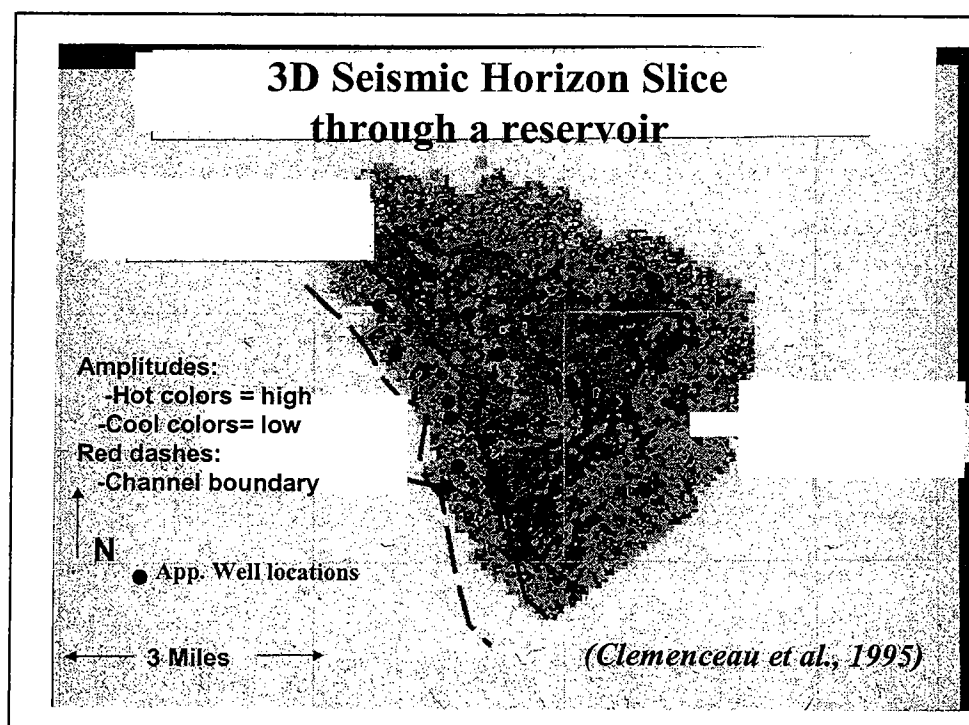 3D Seismic Horizon Slice
through a reservoir
Amplitudes:
-Hot colors = high
-Cool colors= low
Red dashes:
-Channel boundary
N
App. Well locations
3 Miles
(Clemenceau et al., 1995)